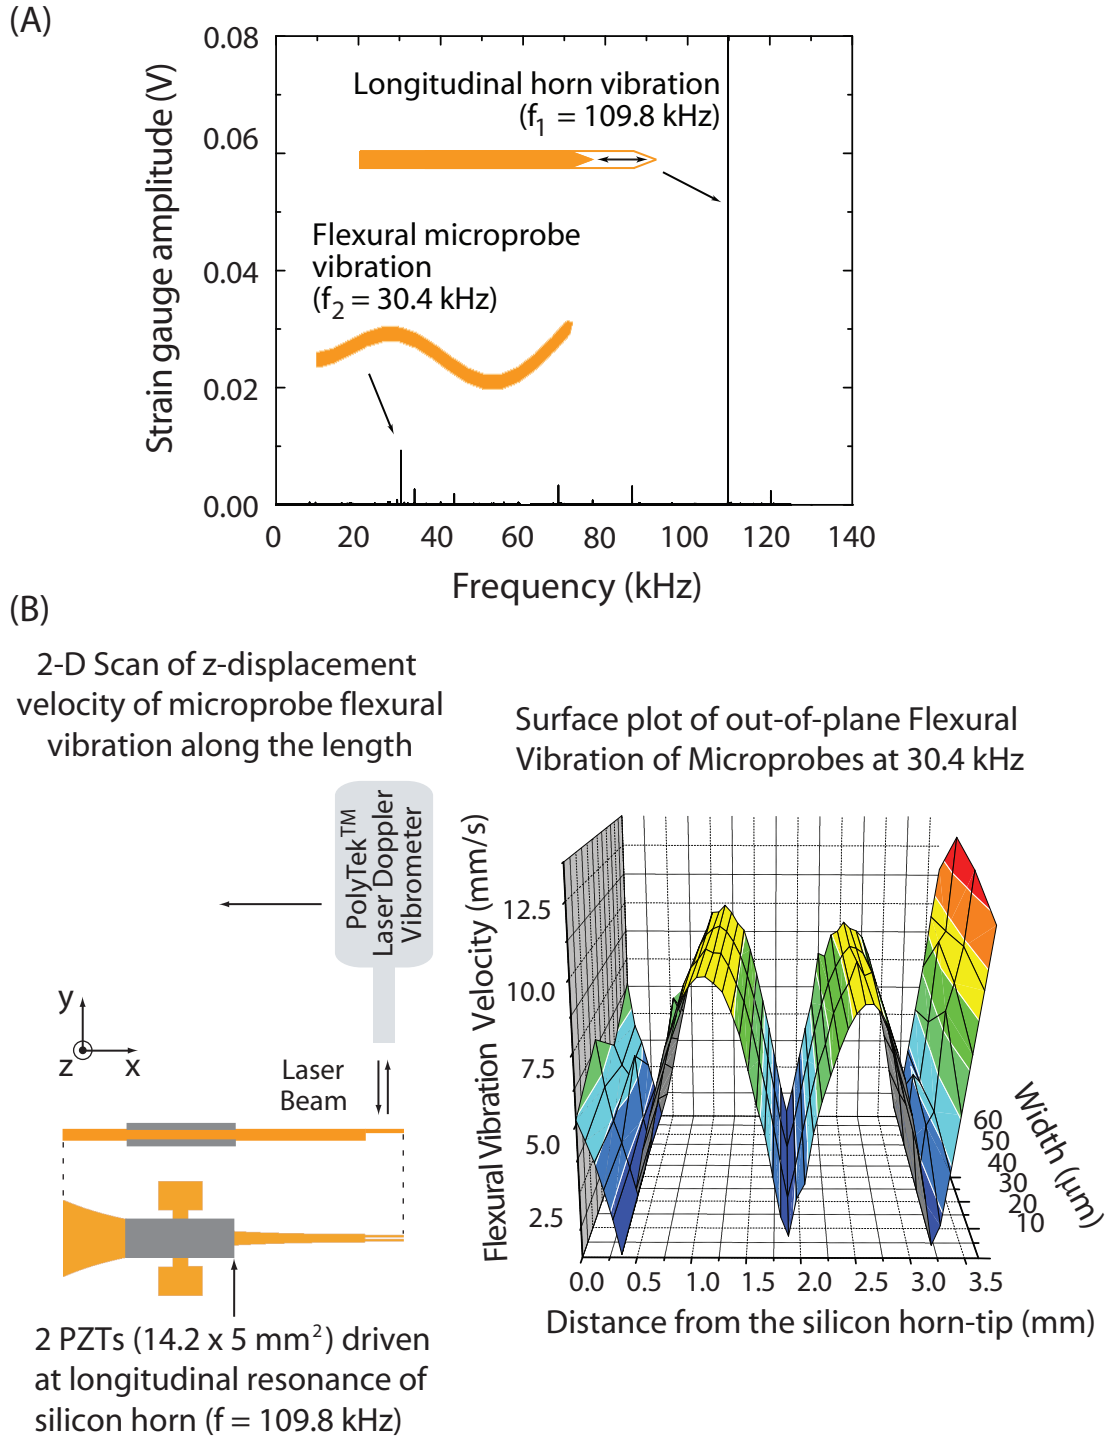 (A)
0.08
0.06
0.04
0.02
0.00
Strain gauge amplitude (V)
Longitudinal horn vibration
(f1 = 109.8 kHz)
Flexural microprobe
vibration
(f2 = 30.4 kHz)
0 20 40 60 80 100 120 140
Frequency (kHz)
(B)
2-D Scan of z-displacement
velocity of microprobe flexural
vibration along the length
PolyTek™
Laser Doppler
Vibrometer
y
z x
Laser
Beam
2 PZTs (14.2 x 5 mm²) driven
at longitudinal resonance of
silicon horn (f = 109.8 kHz)
Surface plot of out-of-plane Flexural
Vibration of Microprobes at 30.4 kHz
Flexural Vibration Velocity (mm/s)
12.5
10.0
7.5
5.0
2.5
0.0 0.5 1.0 1.5 2.0 2.5 3.0 3.5
Distance from the silicon horn-tip (mm)
60
50
40
30
20
10
Width (μm)